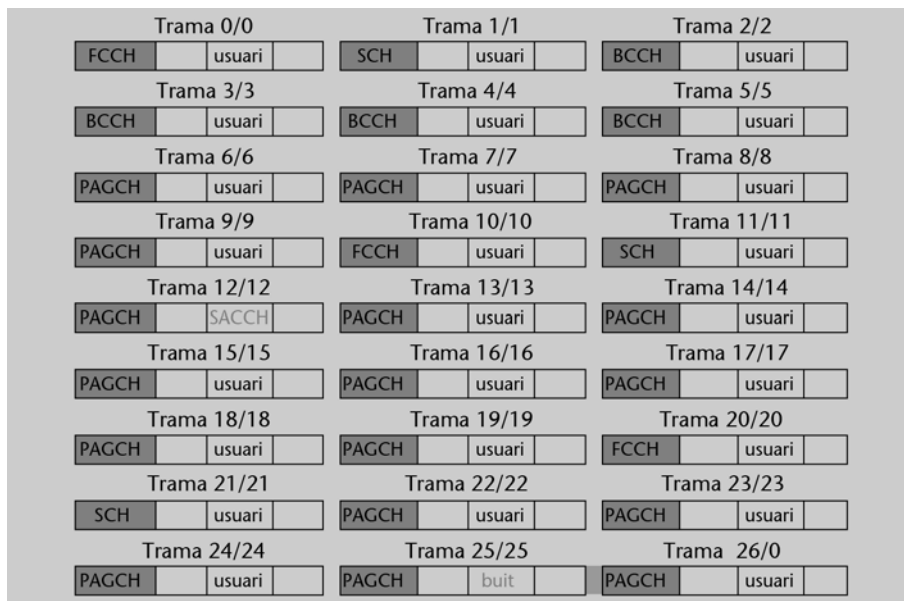 Trama 0/0 Trama 1/1 Trama 2/2
FCCH usuari SCH usuari BCCH usuari
Trama 3/3 Trama 4/4 Trama 5/5
BCCH usuari BCCH usuari BCCH usuari
Trama 6/6 Trama 7/7 Trama 8/8
PAGCH usuari PAGCH usuari PAGCH usuari
Trama 9/9 Trama 10/10 Trama 11/11
PAGCH usuari FCCH usuari SCH usuari
Trama 12/12 Trama 13/13 Trama 14/14
PAGCH SACCH PAGCH usuari PAGCH usuari
Trama 15/15 Trama 16/16 Trama 17/17
PAGCH usuari PAGCH usuari PAGCH usuari
Trama 18/18 Trama 19/19 Trama 20/20
PAGCH usuari PAGCH usuari FCCH usuari
Trama 21/21 Trama 22/22 Trama 23/23
SCH usuari PAGCH usuari PAGCH usuari
Trama 24/24 Trama 25/25 Trama 26/0
PAGCH usuari PAGCH buit PAGCH usuari